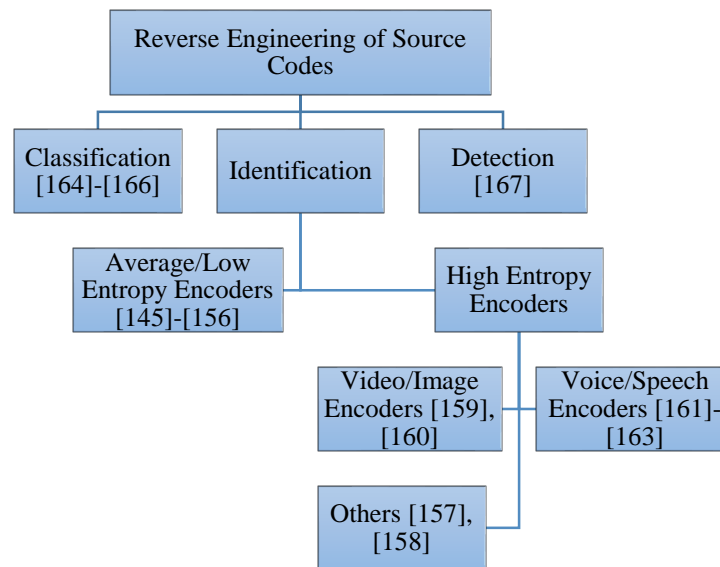 Reverse Engineering of Source
Codes
Classification
[164]-[166]
Identification
Detection
[167]
Average/Low
Entropy Encoders
[145]-[156]
High Entropy
Encoders
Video/Image
Encoders [159],
[160]
Voice/Speech
Encoders [161]-
[163]
Others [157],
[158]